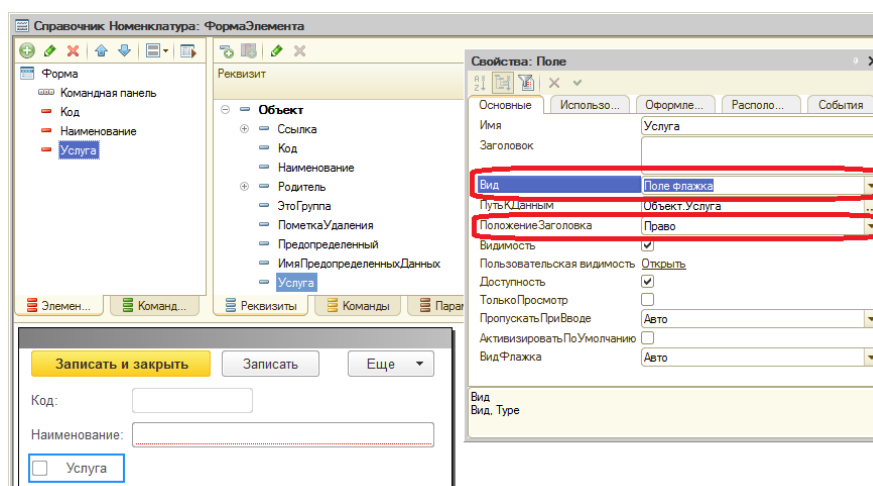 Справочник Номенклатура: ФормаЭлемента
Форма
Командная панель
Код
Наименование
Услуга
Элемен...
Команд...
Реквизит
Объект
Ссылка
Код
Наименование
Родитель
ЭтоГруппа
ПометкаУдаления
Предопределенный
ИмяПредопределенныхДанных
Услуга
Реквизиты
Команды
Парам
Свойства: Поле
Основные
Использо...
Оформле...
Располо...
События
Имя
Услуга
Заголовок
Вид
Поле флажка
ПутьКДанным
Объект.Услуга
ПоложениеЗаголовка
Право
Видимость
Пользовательская видимость
Открыть
Доступность
ТолькоПросмотр
ПропускатьПриВводе
Авто
АктивизироватьПоУмолчанию
ВидФлажка
Авто
Вид
Вид, Type
Записать и закрыть
Записать
Еще
Код:
Наименование:
Услуга